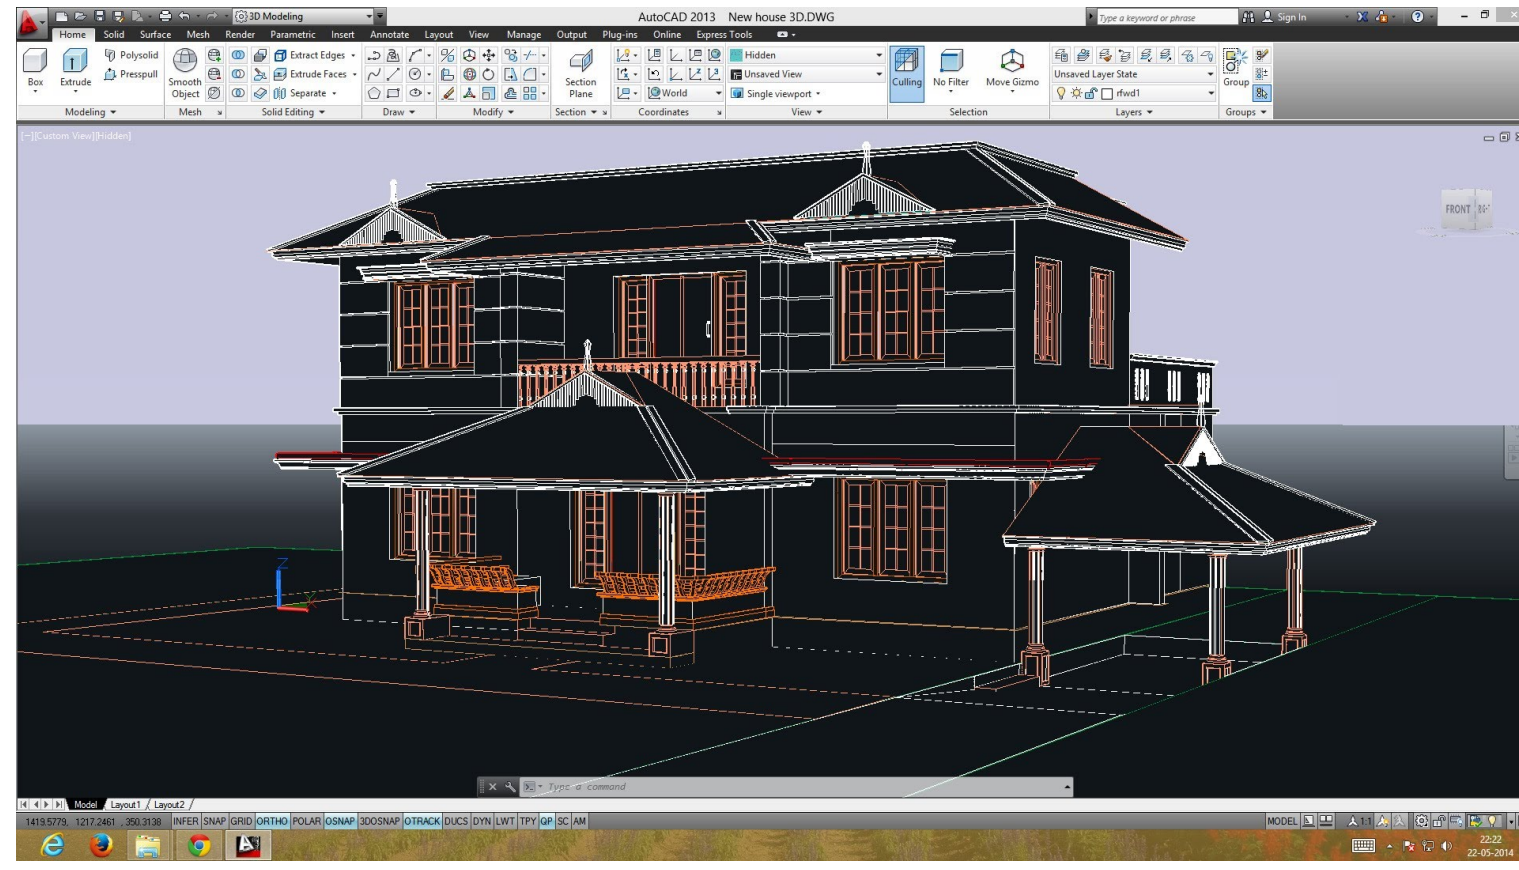 3D Modeling
AutoCAD 2013 New house 3D.DWG
Type a keyword or phrase
Sign In
Home Solid Surface Mesh Render Parametric Insert Annotate Layout View Manage Output Plug-ins Online Express Tools
Polysolid Extract Edges Hidden
Presspull Extrude Faces Unsaved View Unsaved Layer State
Box Extrude Smooth Object Separate Section Plane World Single viewport Culling No Filter Move Gizmo rfwd1 Group
Modeling Mesh Solid Editing Draw Modify Section Coordinates View Selection Layers Groups
[−][Custom View][Hidden]
FRONT
Z
Type a command
Model Layout1 Layout2
1419.5779, 1217.2461 , 350.3138 INFER SNAP GRID ORTHO POLAR OSNAP 3DOSNAP OTRACK DUCS DYN LWT TPY QP SC AM MODEL 1:1
22:22
22-05-2014